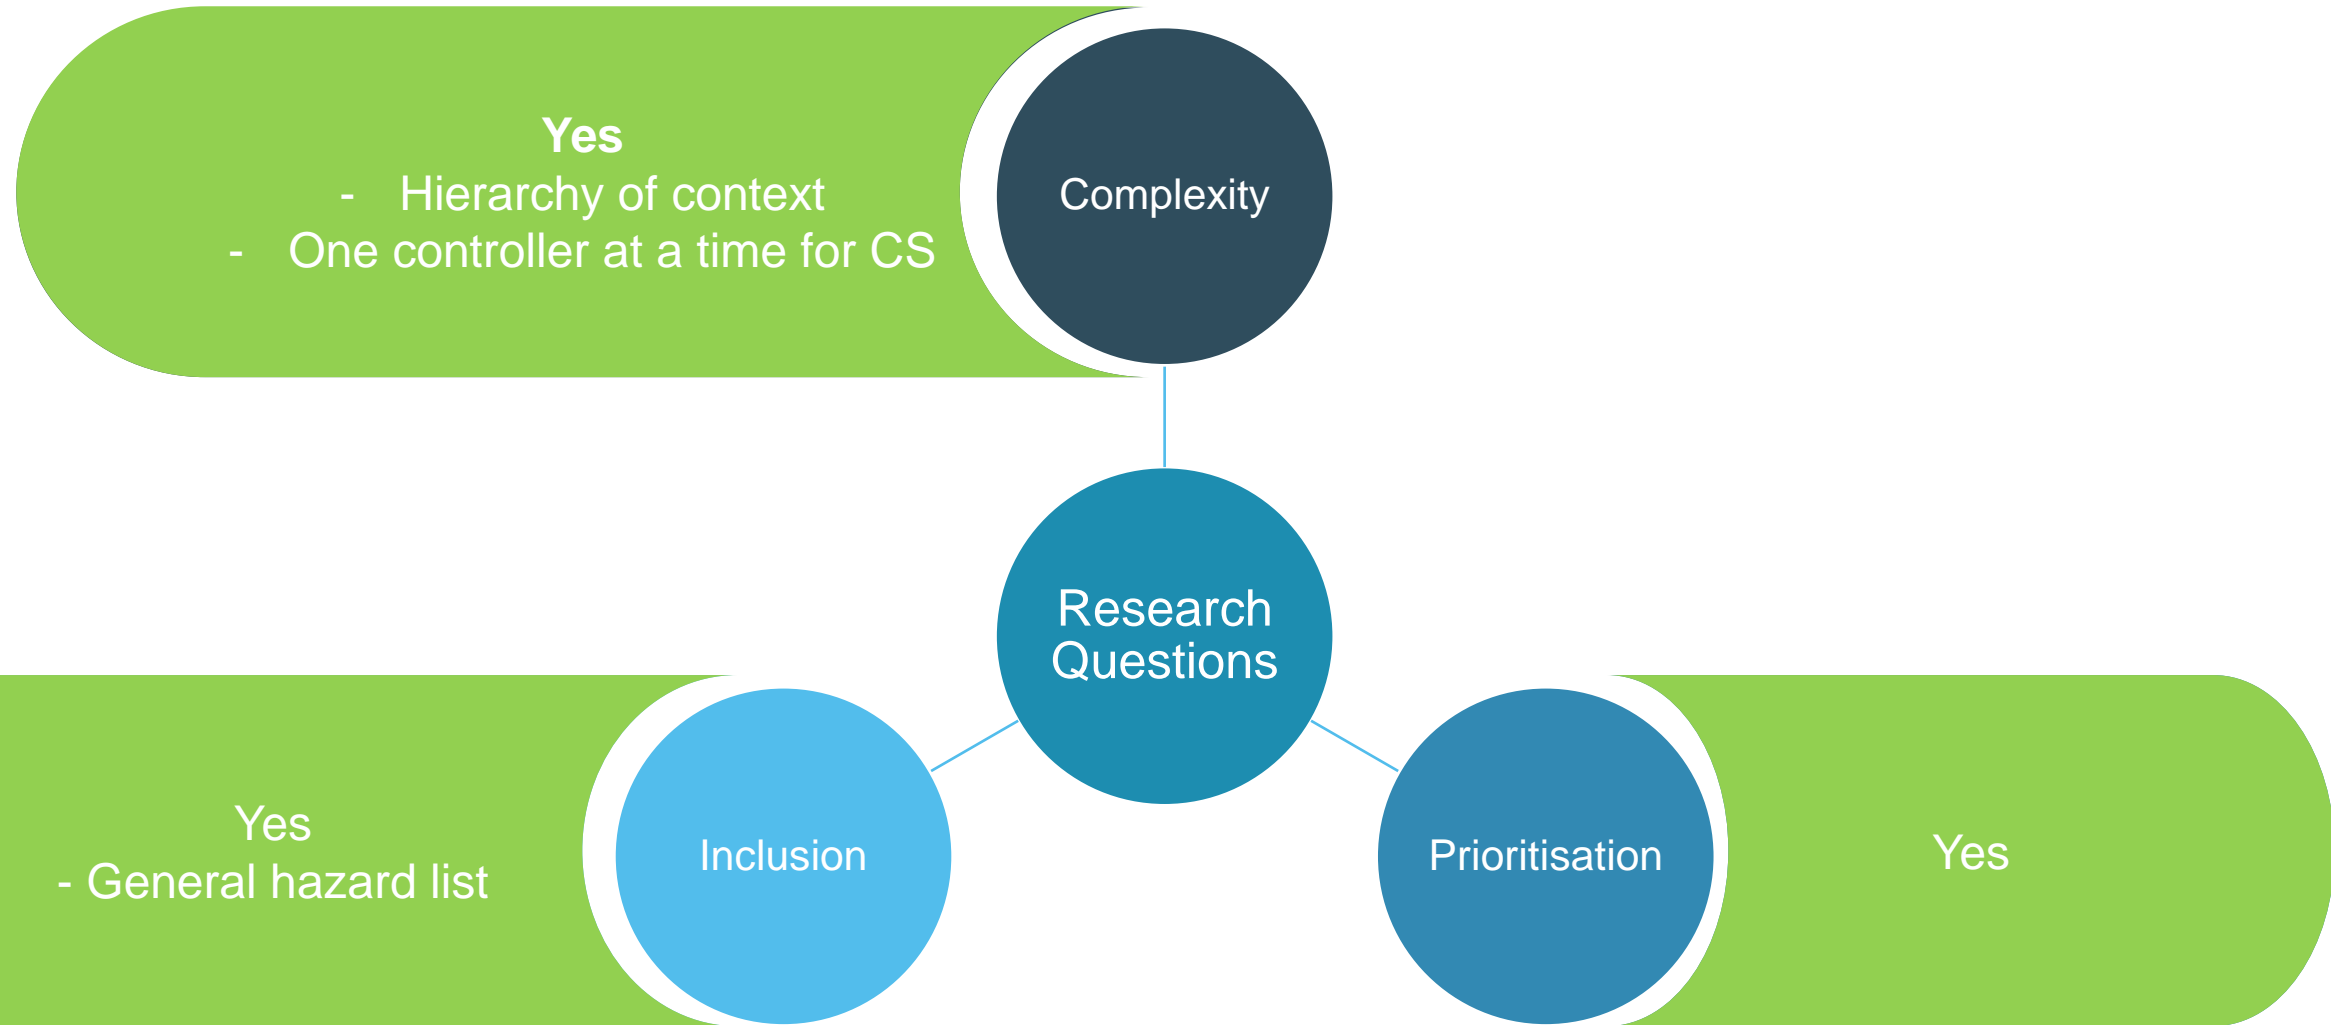 Yes
- Hierarchy of context
- One controller at a time for CS
Complexity
Research
Questions
Yes
- General hazard list
Inclusion
Prioritisation
Yes